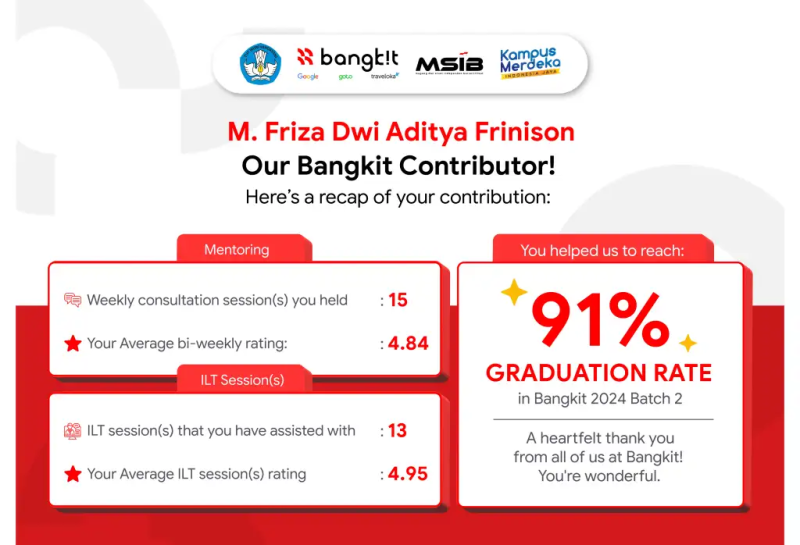 bangk!t
Google goto traveloka
MSIB
Kampus
Merdeka
INDONESIA JAYA
M. Friza Dwi Aditya Frinison
Our Bangkit Contributor!
Here's a recap of your contribution:
Mentoring
Weekly consultation session(s) you held : 15
Your Average bi-weekly rating: : 4.84
ILT Session(s)
ILT session(s) that you have assisted with : 13
Your Average ILT session(s) rating : 4.95
You helped us to reach:
91%
GRADUATION RATE
in Bangkit 2024 Batch 2
A heartfelt thank you
from all of us at Bangkit!
You're wonderful.